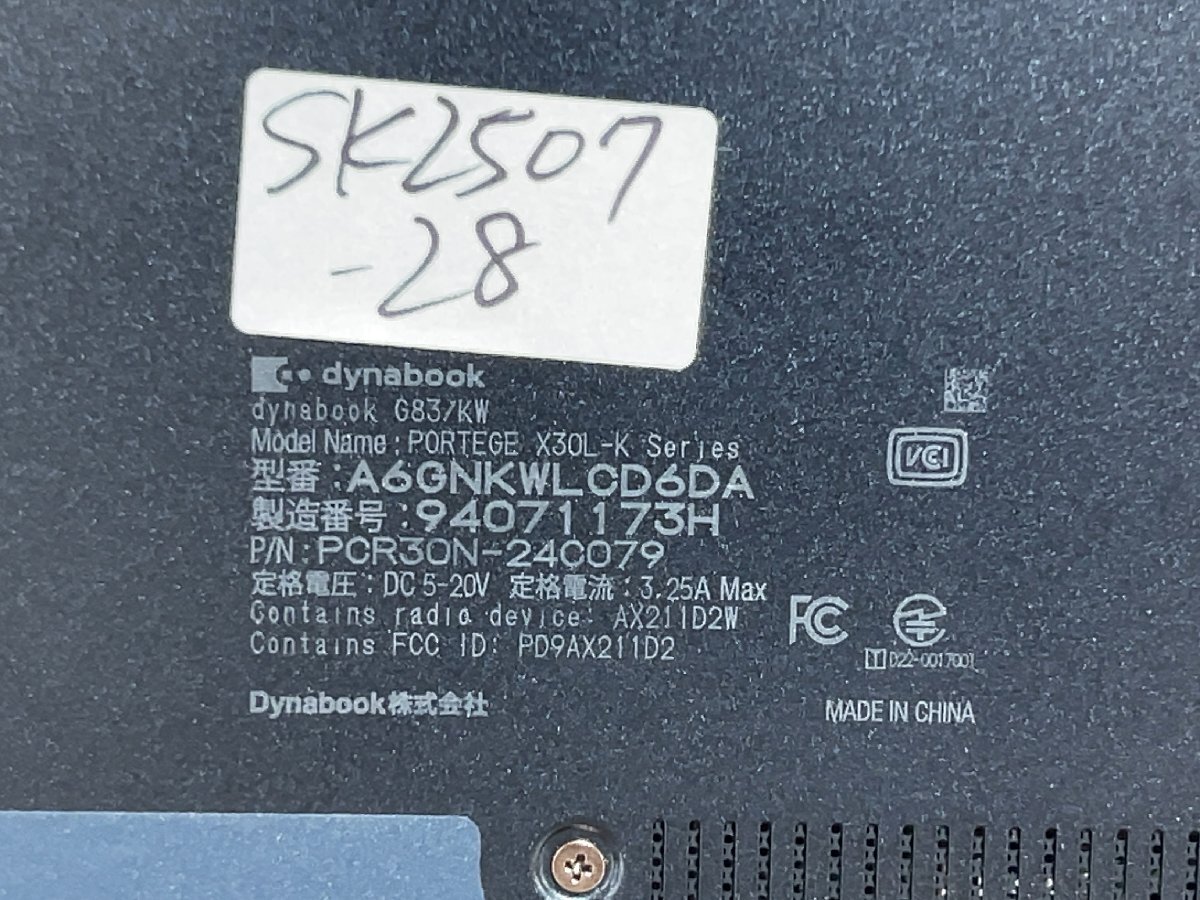 SK2507
-28
dynabook
dynabook G83/KW
Model Name : PORTEGE X30L-K Series
型番 : A6GNKWLCD6DA
製造番号 : 94071173H
P/N : PCR30N-24C079
定格電圧 : DC 5-20V 定格電流 : 3.25A Max
Contains radio device: AX211D2W
Contains FCC ID: PD9AX211D2
VCCI
FC
T D22-0017001
Dynabook株式会社
MADE IN CHINA